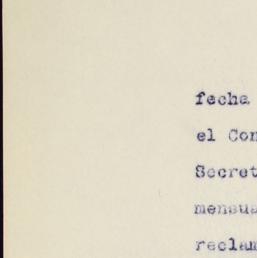 fecha
el Con
Secret
mensua
reclam